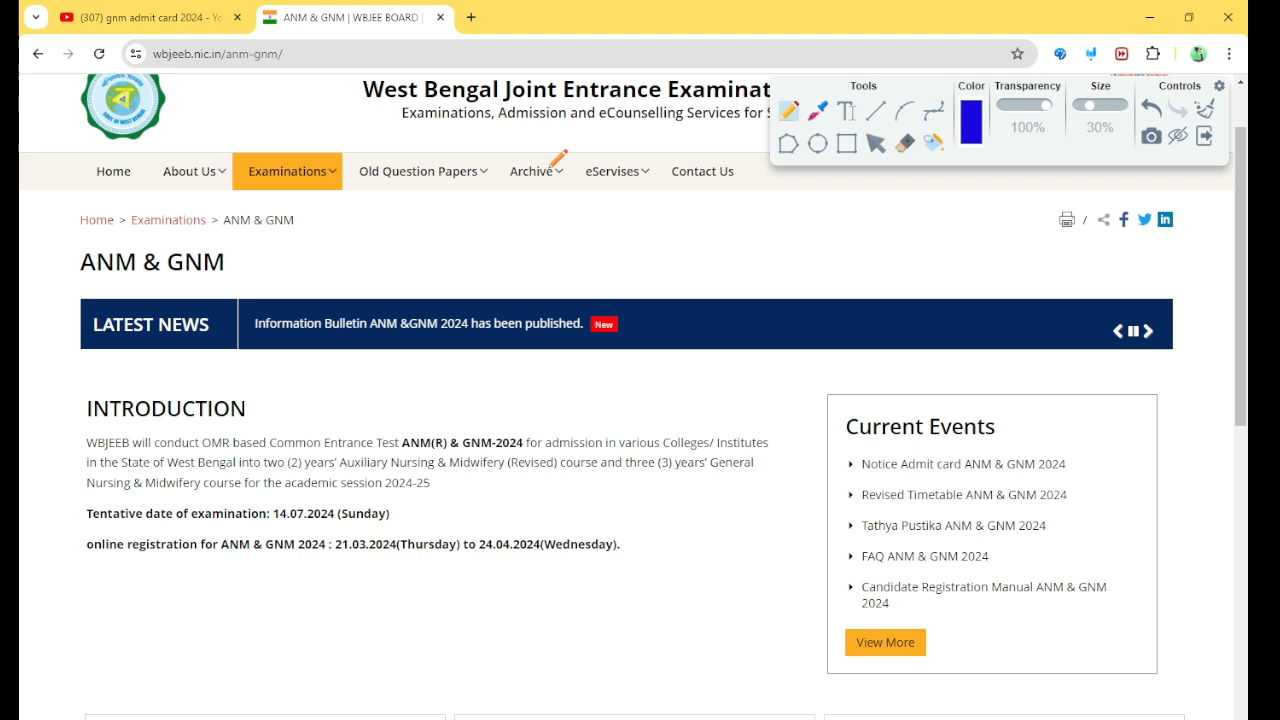 (307) gnm admit card 2024 - Yo
ANM & GNM | WBJEE BOARD |
wbjeeb.nic.in/anm-gnm/
West Bengal Joint Entrance Examinat
Examinations, Admission and eCounselling Services for S
Tools
Color
Transparency
Size
Controls
100%
30%
Home
About Us
Examinations
Old Question Papers
Archive
eServises
Contact Us
Home > Examinations > ANM & GNM
/
ANM & GNM
LATEST NEWS
Information Bulletin ANM &GNM 2024 has been published. New
INTRODUCTION
WBJEEB will conduct OMR based Common Entrance Test ANM(R) & GNM-2024 for admission in various Colleges/ Institutes
in the State of West Bengal into two (2) years' Auxiliary Nursing & Midwifery (Revised) course and three (3) years' General
Nursing & Midwifery course for the academic session 2024-25
Tentative date of examination: 14.07.2024 (Sunday)
online registration for ANM & GNM 2024 : 21.03.2024(Thursday) to 24.04.2024(Wednesday).
Current Events
Notice Admit card ANM & GNM 2024
Revised Timetable ANM & GNM 2024
Tathya Pustika ANM & GNM 2024
FAQ ANM & GNM 2024
Candidate Registration Manual ANM & GNM
2024
View More